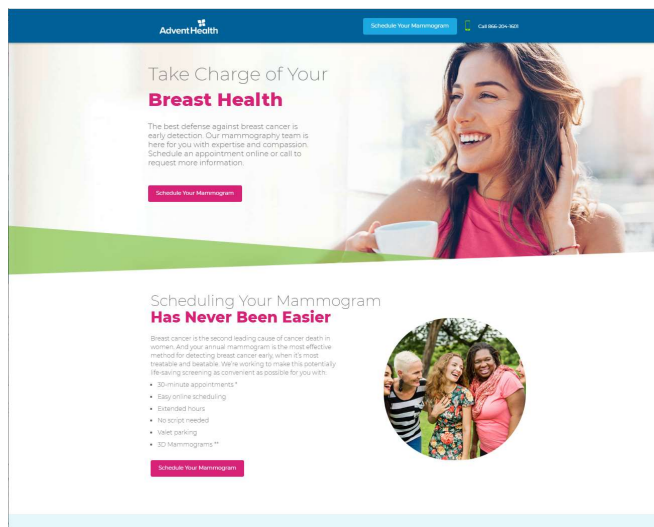 AdventHealth
Schedule Your Mammogram
Call 866-204-1601
Take Charge of Your
Breast Health
The best defense against breast cancer is
early detection. Our mammography team is
here for you with expertise and compassion.
Schedule an appointment online or call to
request more information.
Schedule Your Mammogram
Scheduling Your Mammogram
Has Never Been Easier
Breast cancer is the second leading cause of cancer death in
women. And your annual mammogram is the most effective
method for detecting breast cancer early, when it's most
treatable and beatable. We're working to make this potentially
life-saving screening as convenient as possible for you with:
• 30-minute appointments *
• Easy online scheduling
• Extended hours
• No script needed
• Valet parking
• 3D Mammograms **
Schedule Your Mammogram